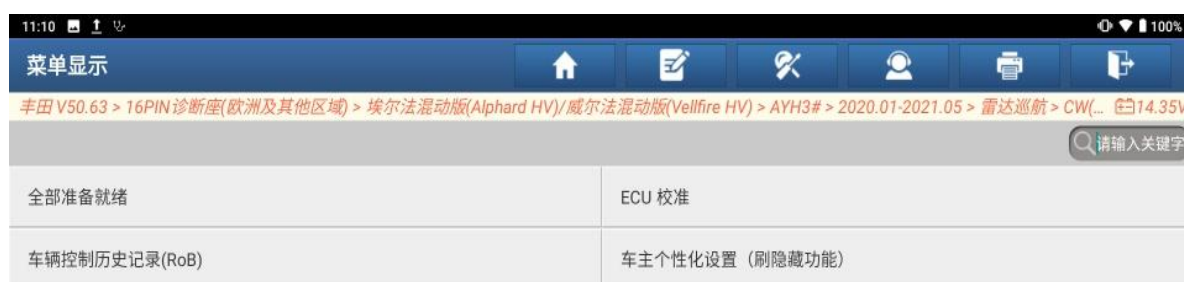 11:10 100%
菜单显示
丰田 V50.63 > 16PIN诊断座(欧洲及其他区域) > 埃尔法混动版(Alphard HV)/威尔法混动版(Vellfire HV) > AYH3# > 2020.01-2021.05 > 雷达巡航 > CW(... 14.35V
请输入关键字
全部准备就绪 ECU 校准
车辆控制历史记录(RoB) 车主个性化设置（刷隐藏功能）